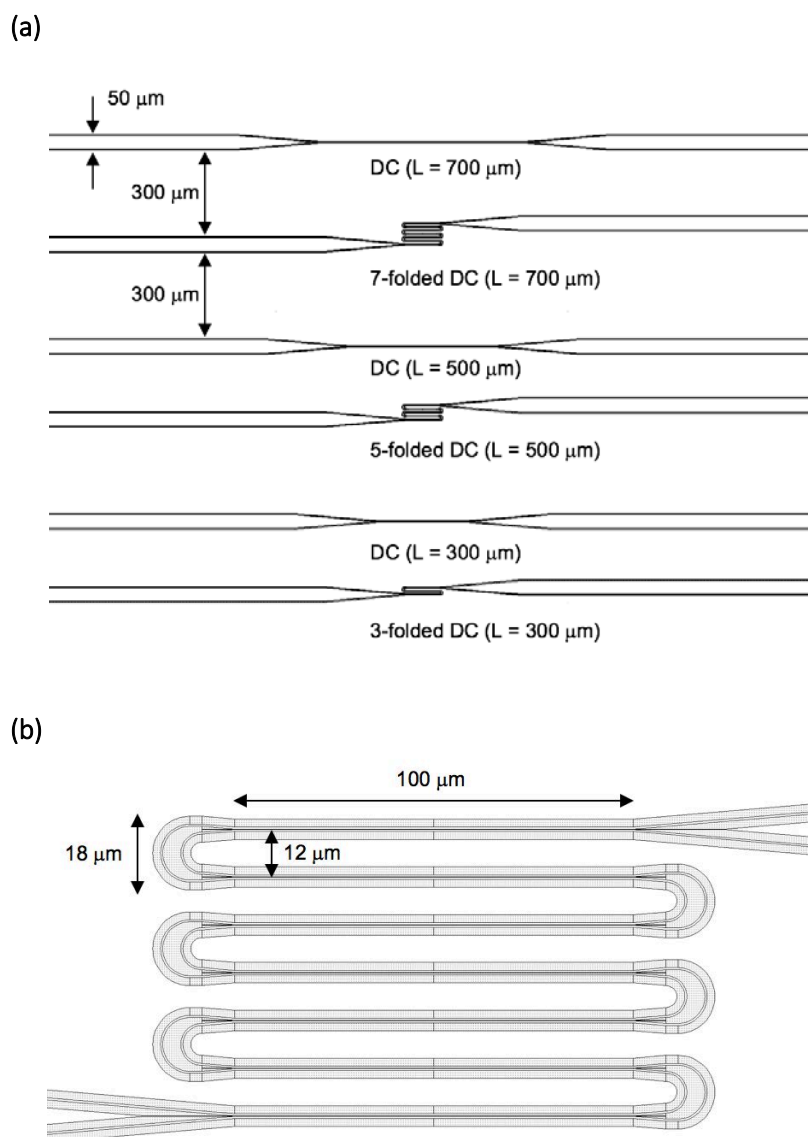 (a)
50 μm
DC (L = 700 μm)
300 μm
7-folded DC (L = 700 μm)
300 μm
DC (L = 500 μm)
5-folded DC (L = 500 μm)
DC (L = 300 μm)
3-folded DC (L = 300 μm)
(b)
100 μm
18 μm
12 μm